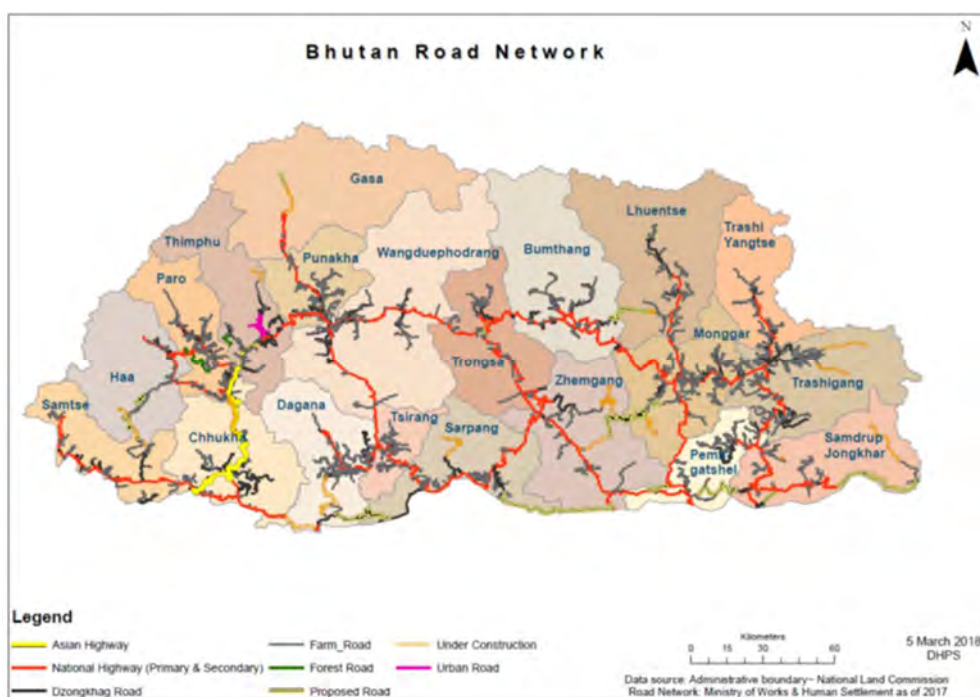 Bhutan Road Network
N
Gasa
Lhuentse
Trashi
Yangtse
Thimphu
Wangduephodrang
Bumthang
Punakha
Paro
Monggar
Trongsa
Haa
Zhemgang
Trashigang
Samtse
Dagana
Tsirang
Sarpang
Chhukha
Pema
gatshel
Samdrup
Jongkhar
Legend
Asian Highway
National Highway (Primary & Secondary)
Dzongkhag Road
Farm_Road
Forest Road
Proposed Road
Under Construction
Urban Road
Kilometers
0 15 30 60
5 March 2018
DHPS
Data source: Administrative boundary~ National Land Commission
Road Network: Ministry of Works & Human Settlement as of 2017